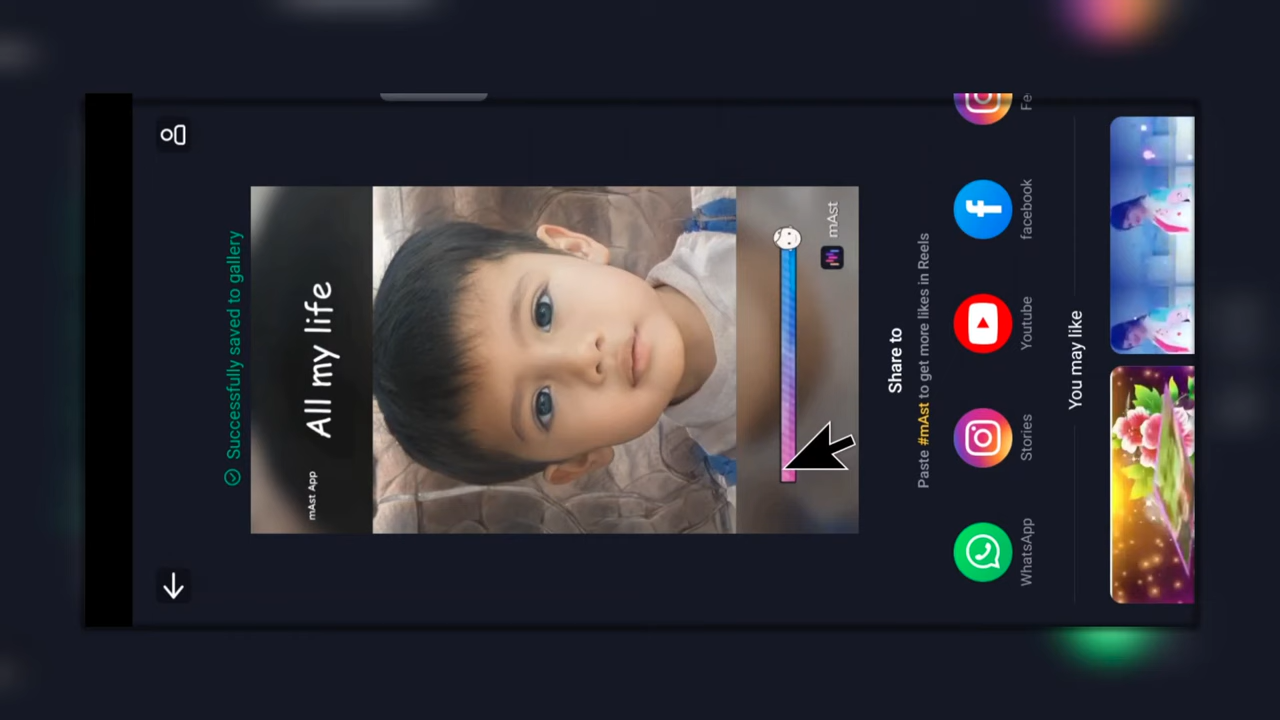 Successfully saved to gallery
All my life
mAst App
mAst
Share to
Paste #mAst to get more likes in Reels
WhatsApp
Stories
Youtube
facebook
Fe
You may like